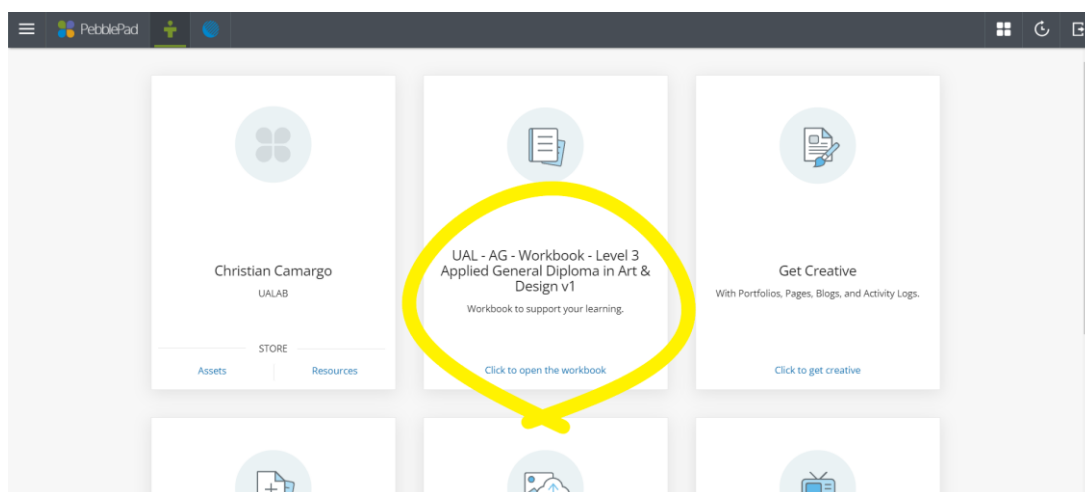 PebblePad
Christian Camargo
UALAB
STORE
Assets
Resources
UAL - AG - Workbook - Level 3
Applied General Diploma in Art &
Design v1
Workbook to support your learning.
Click to open the workbook
Get Creative
With Portfolios, Pages, Blogs, and Activity Logs.
Click to get creative